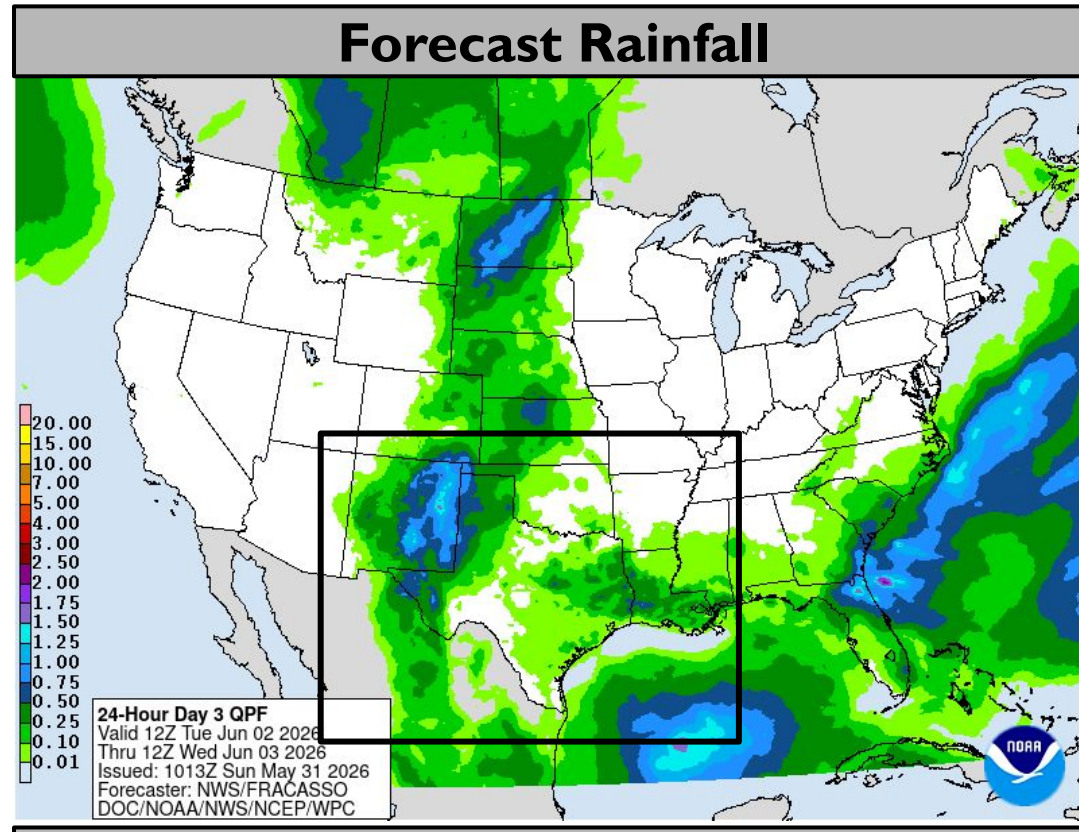 Forecast Rainfall
20.00
15.00
10.00
7.00
5.00
4.00
3.00
2.50
2.00
1.75
1.50
1.25
1.00
0.75
0.50
0.25
0.10
0.01
24-Hour Day 3 QPF
Valid 12Z Tue Jun 02 2026
Thru 12Z Wed Jun 03 2026
Issued: 1013Z Sun May 31 2026
Forecaster: NWS/FRACASSO
DOC/NOAA/NWS/NCEP/WPC
NOAA